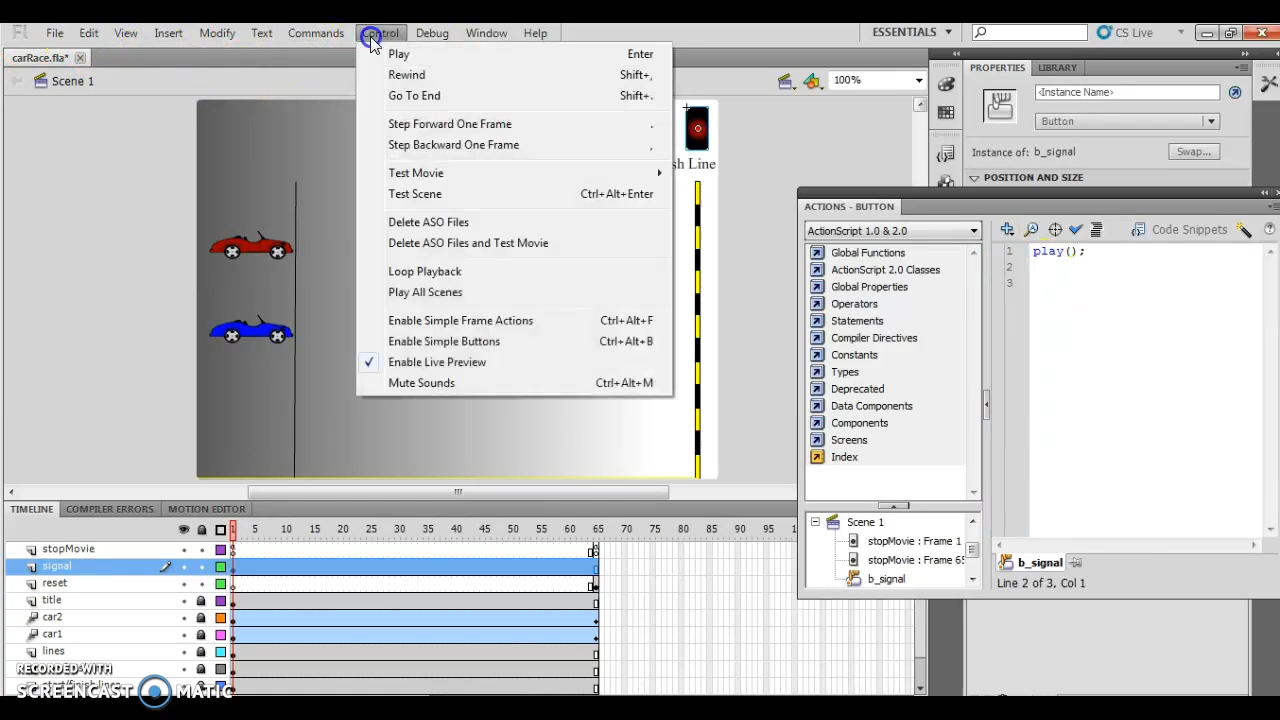 Fl File Edit View Insert Modify Text Commands Control Debug Window Help ESSENTIALS CS Live
carRace.fla*
Scene 1
100%
Play Enter
Rewind Shift+,
Go To End Shift+.
Step Forward One Frame .
Step Backward One Frame ,
Test Movie
Test Scene Ctrl+Alt+Enter
Delete ASO Files
Delete ASO Files and Test Movie
Loop Playback
Play All Scenes
Enable Simple Frame Actions Ctrl+Alt+F
Enable Simple Buttons Ctrl+Alt+B
Enable Live Preview
Mute Sounds Ctrl+Alt+M
sh Line
PROPERTIES LIBRARY
<Instance Name>
Button
Instance of: b_signal Swap...
POSITION AND SIZE
ACTIONS - BUTTON
ActionScript 1.0 & 2.0
Code Snippets
Global Functions
ActionScript 2.0 Classes
Global Properties
Operators
Statements
Compiler Directives
Constants
Types
Deprecated
Data Components
Components
Screens
Index
1 play();
2
3
Scene 1
stopMovie : Frame 1
stopMovie : Frame 65
b_signal
b_signal
Line 2 of 3, Col 1
TIMELINE COMPILER ERRORS MOTION EDITOR
1 5 10 15 20 25 30 35 40 45 50 55 60 65 70 75 80 85 90 95
stopMovie
signal
reset
title
car2
car1
lines
RECORDED WITH
SCREENCAST MATIC